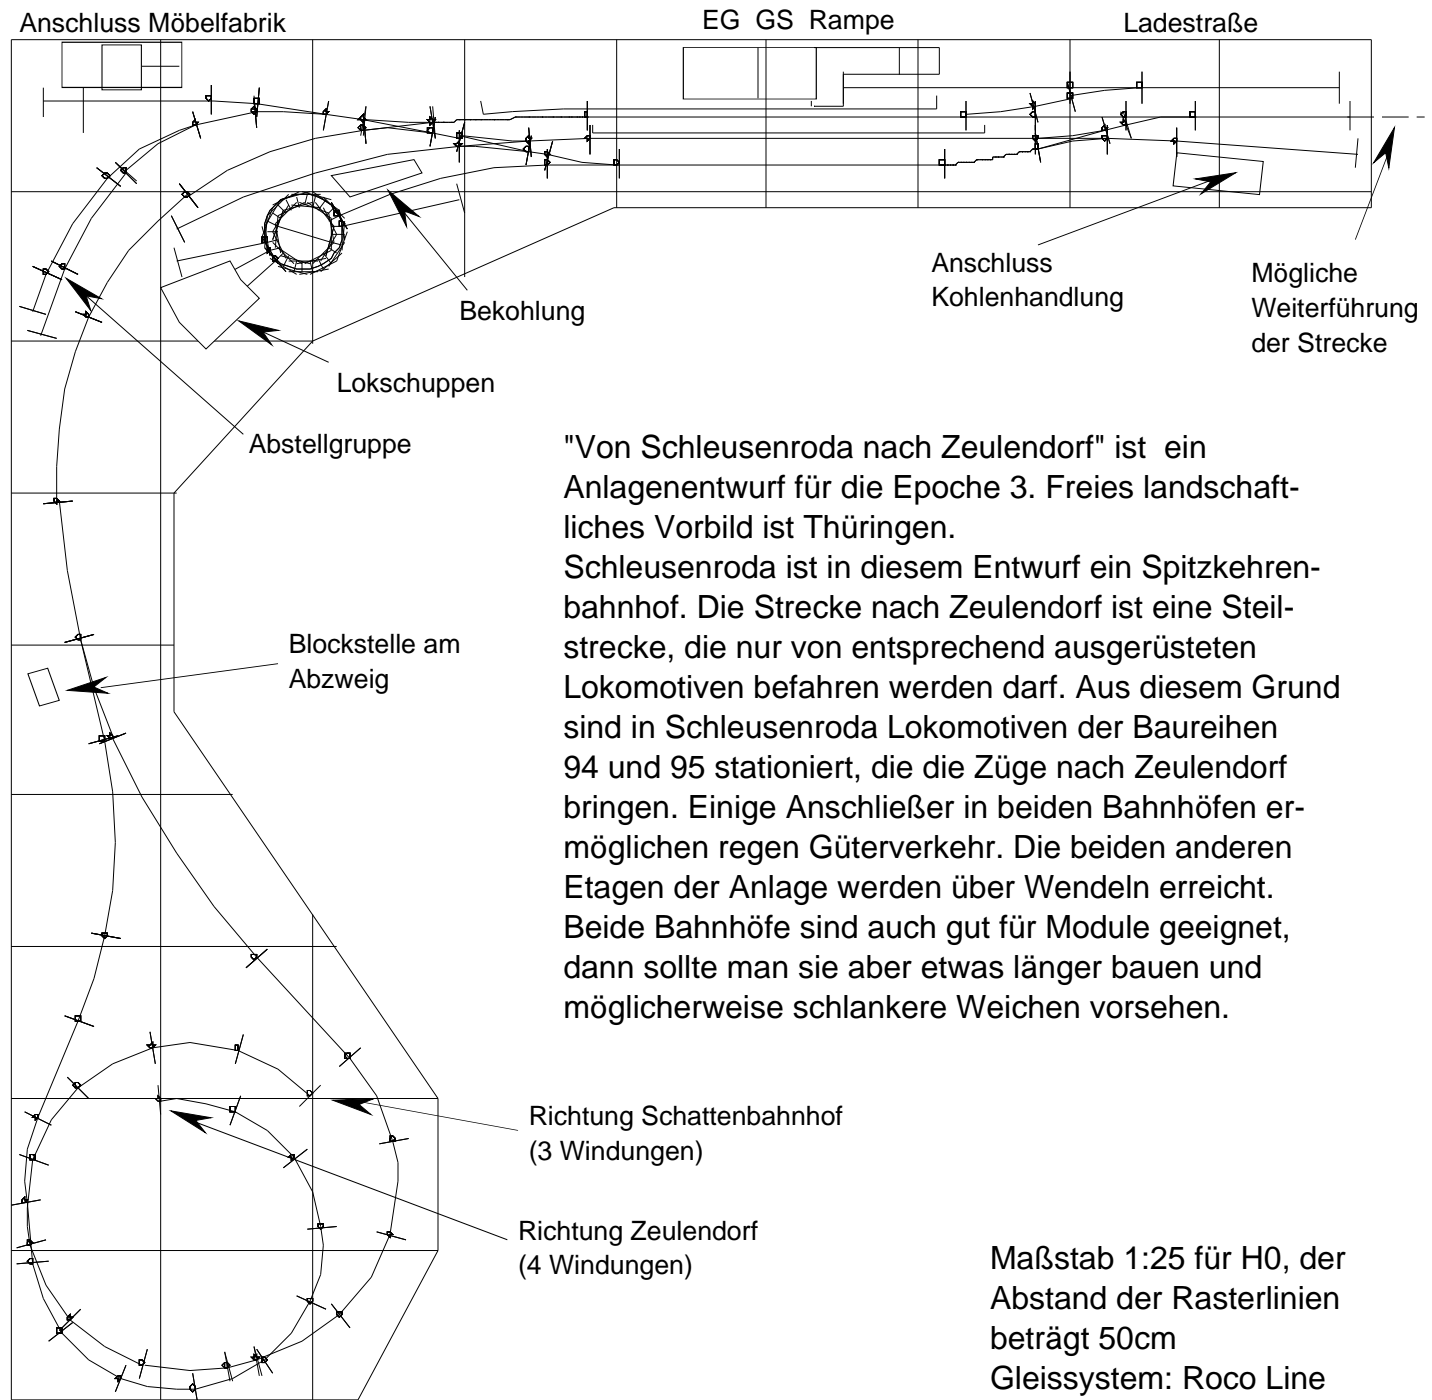 Anschluss Möbelfabrik
EG GS Rampe
Ladestraße
Anschluss
Kohlenhandlung
Mögliche
Weiterführung
der Strecke
Bekohlung
Lokschuppen
Abstellgruppe
"Von Schleusenroda nach Zeulendorf" ist ein
Anlagenentwurf für die Epoche 3. Freies landschaft-
liches Vorbild ist Thüringen.
Schleusenroda ist in diesem Entwurf ein Spitzkehren-
bahnhof. Die Strecke nach Zeulendorf ist eine Steil-
strecke, die nur von entsprechend ausgerüsteten
Lokomotiven befahren werden darf. Aus diesem Grund
sind in Schleusenroda Lokomotiven der Baureihen
94 und 95 stationiert, die die Züge nach Zeulendorf
bringen. Einige Anschließer in beiden Bahnhöfen er-
möglichen regen Güterverkehr. Die beiden anderen
Etagen der Anlage werden über Wendeln erreicht.
Beide Bahnhöfe sind auch gut für Module geeignet,
dann sollte man sie aber etwas länger bauen und
möglicherweise schlankere Weichen vorsehen.
Blockstelle am
Abzweig
Richtung Schattenbahnhof
(3 Windungen)
Richtung Zeulendorf
(4 Windungen)
Maßstab 1:25 für H0, der
Abstand der Rasterlinien
beträgt 50cm
Gleissystem: Roco Line